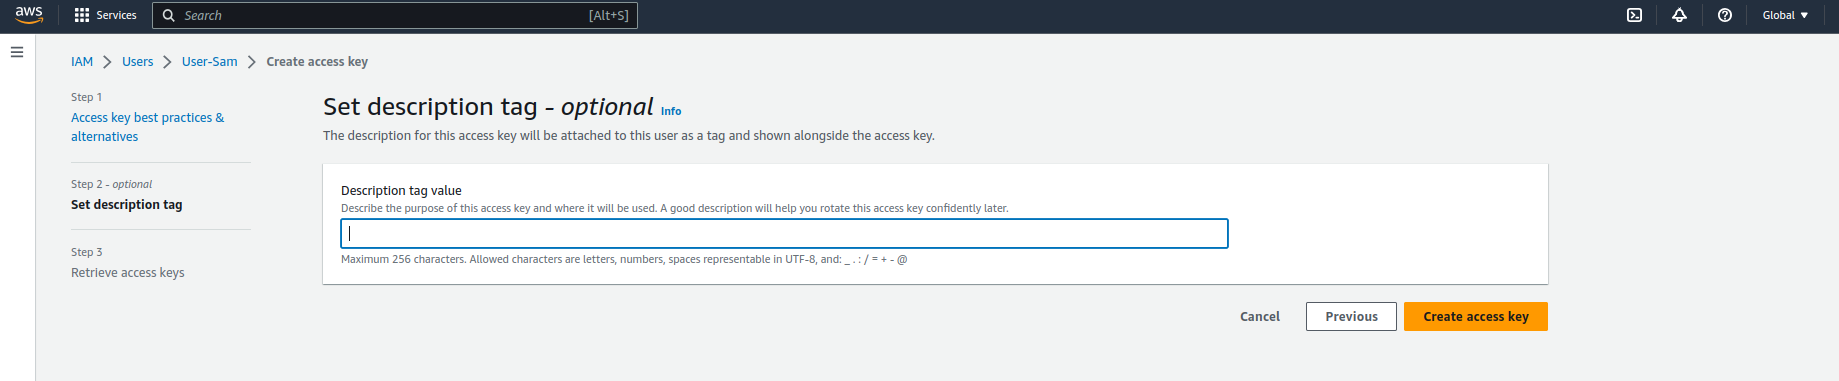 aws Services Search [Alt+S] Global
IAM > Users > User-Sam > Create access key
Step 1
Access key best practices &
alternatives
Step 2 - optional
Set description tag
Step 3
Retrieve access keys
Set description tag - optional Info
The description for this access key will be attached to this user as a tag and shown alongside the access key.
Description tag value
Describe the purpose of this access key and where it will be used. A good description will help you rotate this access key confidently later.
Maximum 256 characters. Allowed characters are letters, numbers, spaces representable in UTF-8, and: _ . : / = + - @
Cancel Previous Create access key